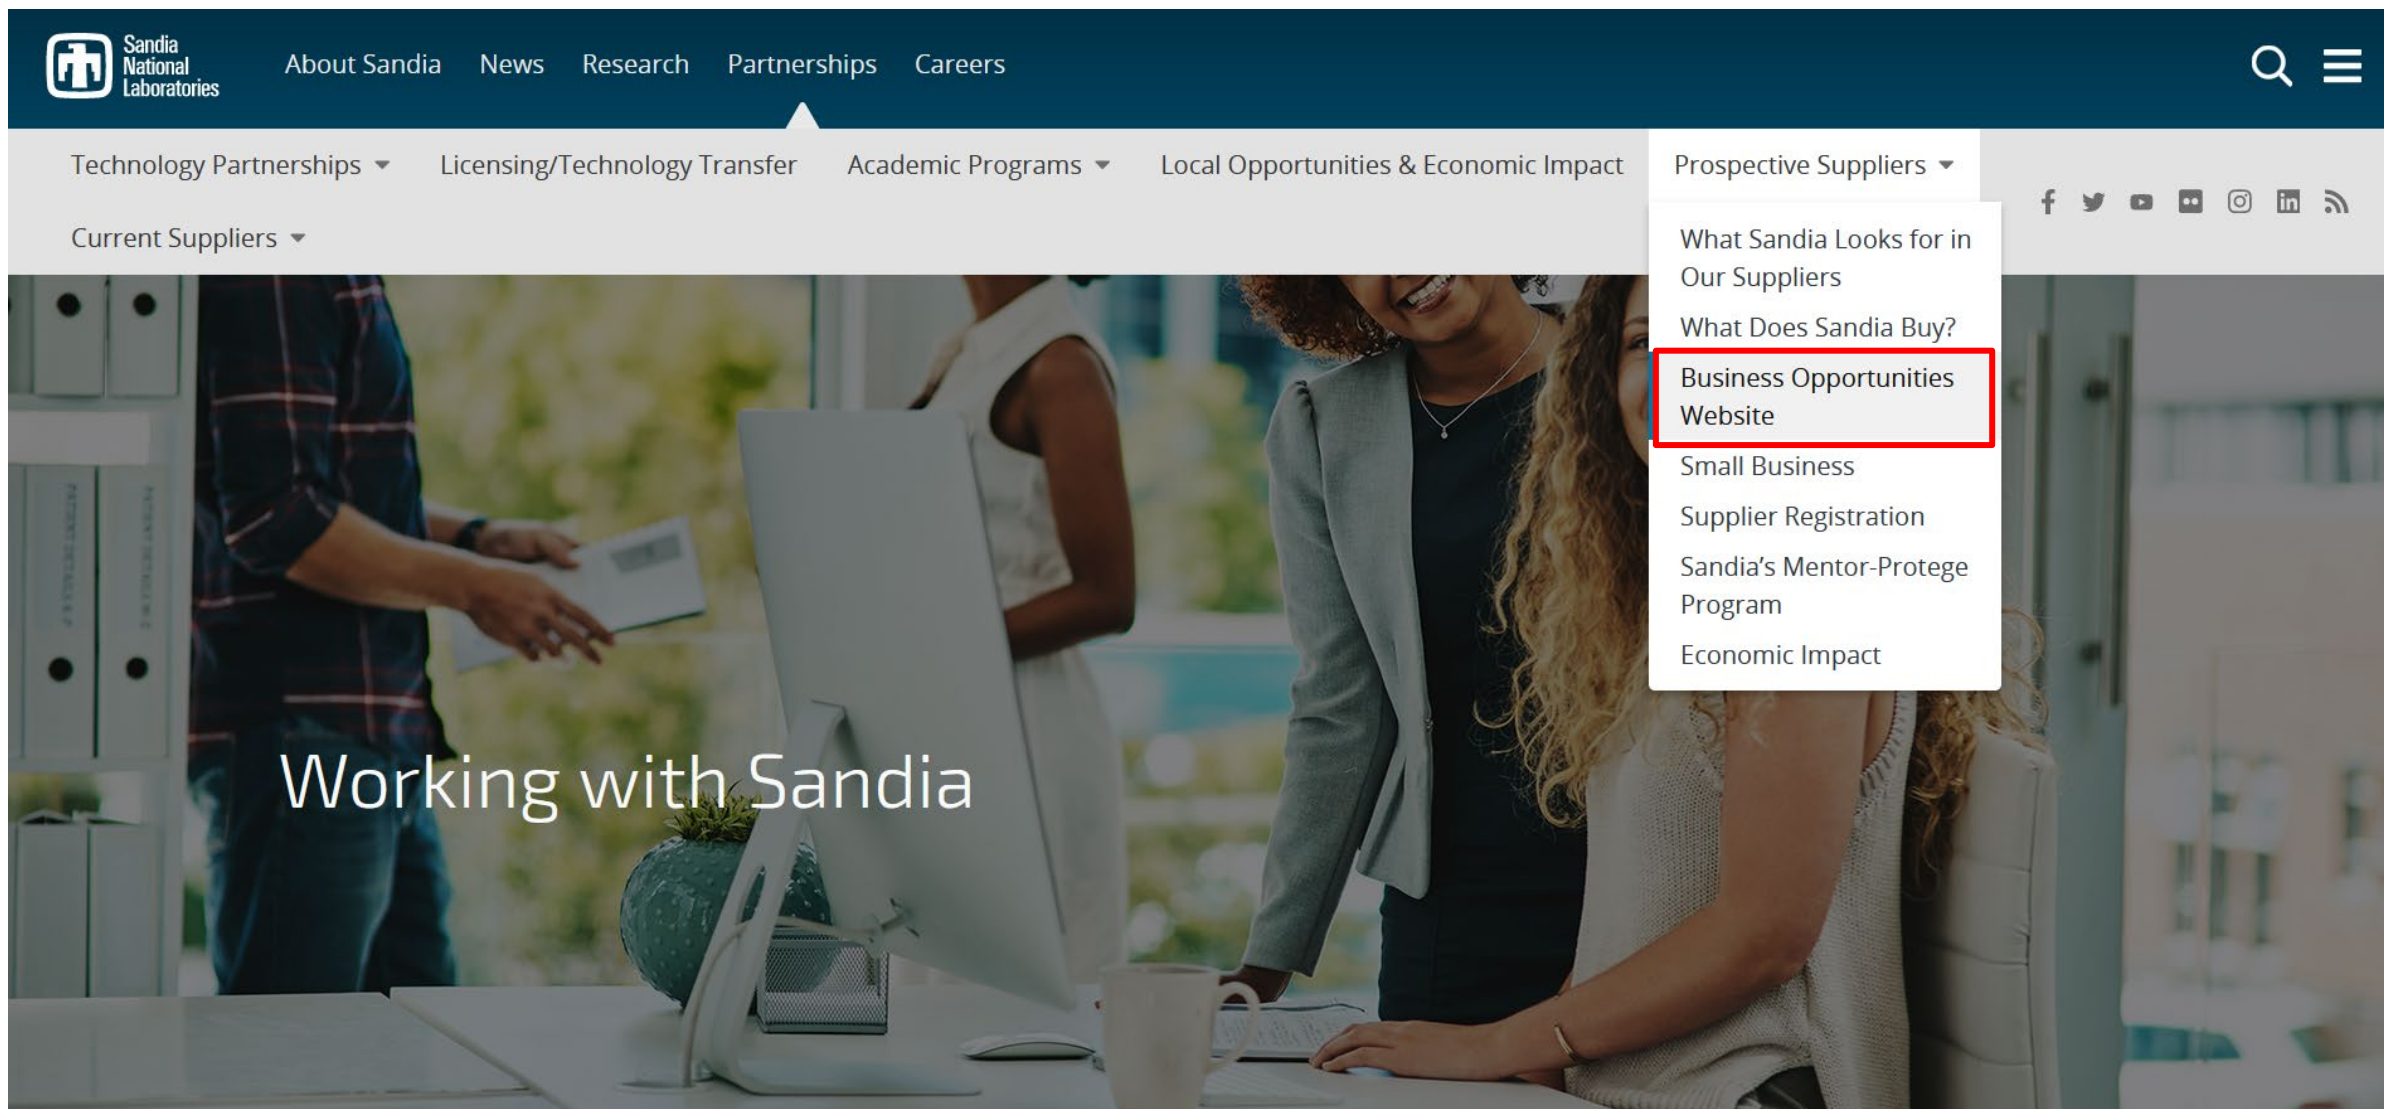 Sandia
National
Laboratories
About Sandia News Research Partnerships Careers
Technology Partnerships Licensing/Technology Transfer Academic Programs Local Opportunities & Economic Impact Prospective Suppliers
Current Suppliers
What Sandia Looks for in
Our Suppliers
What Does Sandia Buy?
Business Opportunities
Website
Small Business
Supplier Registration
Sandia’s Mentor-Protege
Program
Economic Impact
Working with Sandia